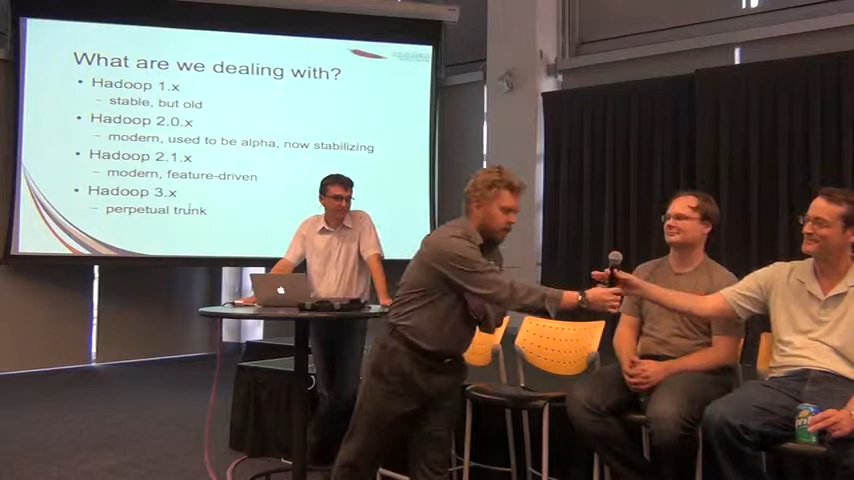 What are we dealing with?
• Hadoop 1.x
– stable, but old
• Hadoop 2.0.x
– modern, used to be alpha, now stabilizing
• Hadoop 2.1.x
– modern, feature-driven
• Hadoop 3.x
– perpetual trunk